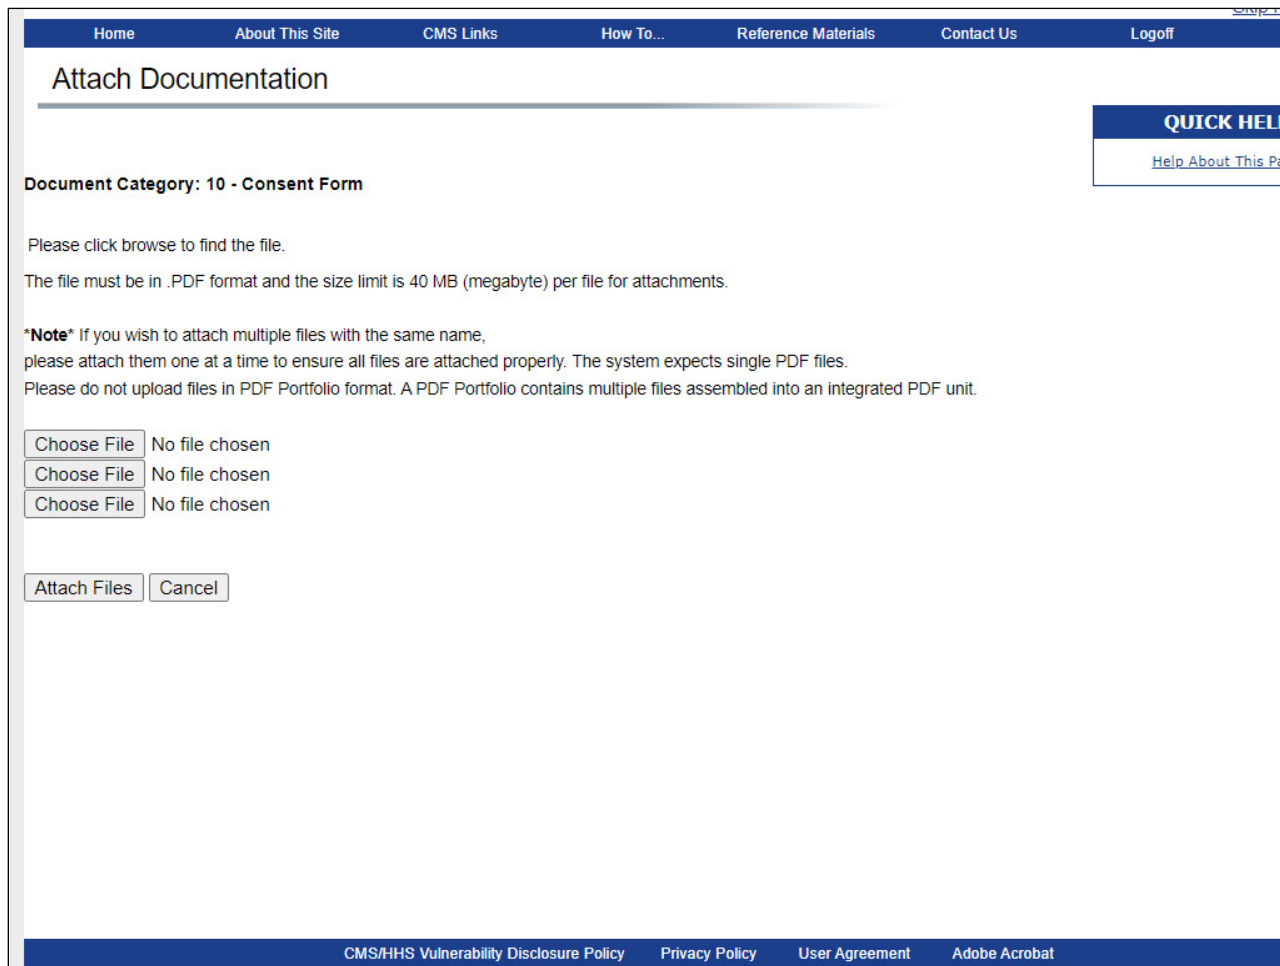 Home About This Site CMS Links How To... Reference Materials Contact Us Logoff
Attach Documentation
QUICK
Help About This
Document Category: 10 - Consent Form
Please click browse to find the file.
The file must be in .PDF format and the size limit is 40 MB (megabyte) per file for attachments.
*Note* If you wish to attach multiple files with the same name,
please attach them one at a time to ensure all files are attached properly. The system expects single PDF files.
Please do not upload files in PDF Portfolio format. A PDF Portfolio contains multiple files assembled into an integrated PDF unit.
Choose File No file chosen
Choose File No file chosen
Choose File No file chosen
Attach Files Cancel
CMS/HHS Vulnerability Disclosure Policy Privacy Policy User Agreement Adobe Acrobat